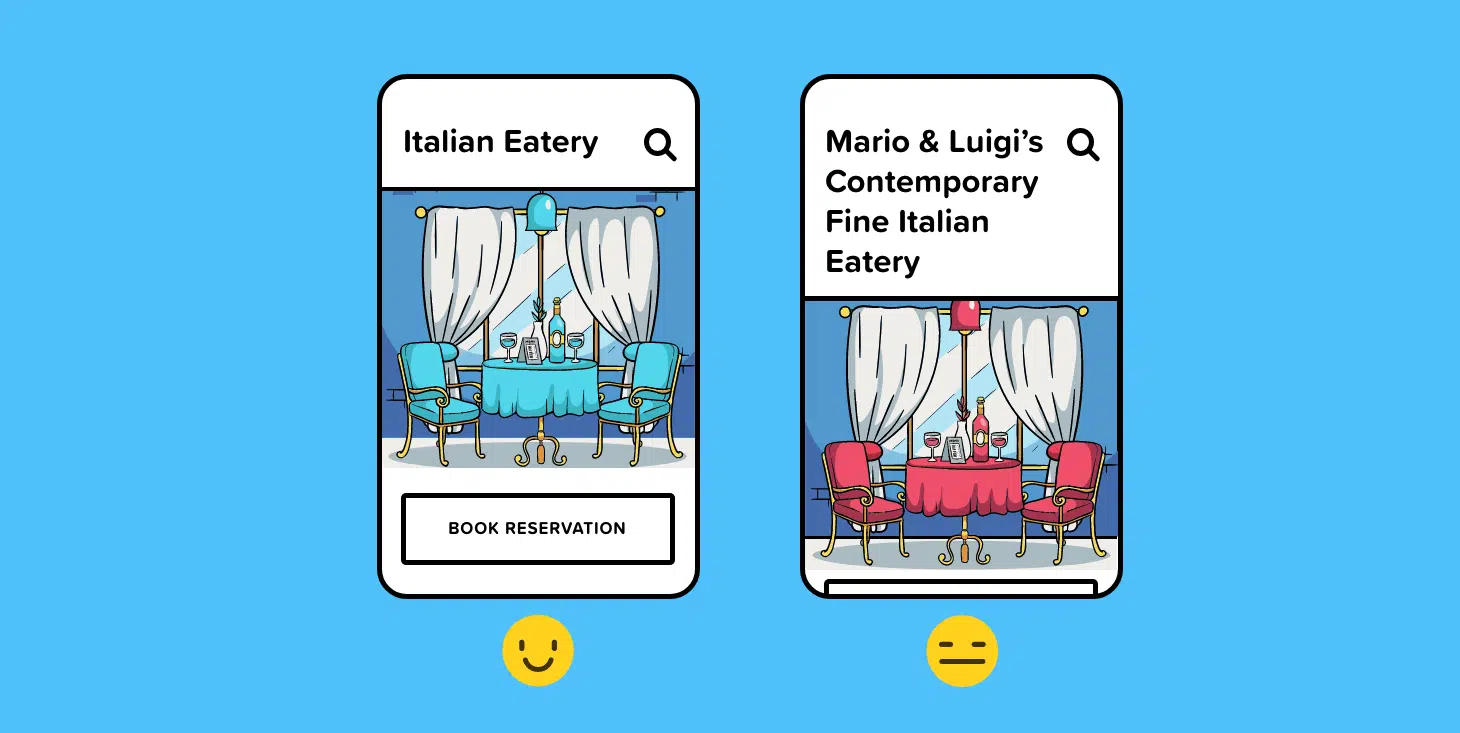 Italian Eatery
BOOK RESERVATION
Mario & Luigi’s
Contemporary
Fine Italian
Eatery